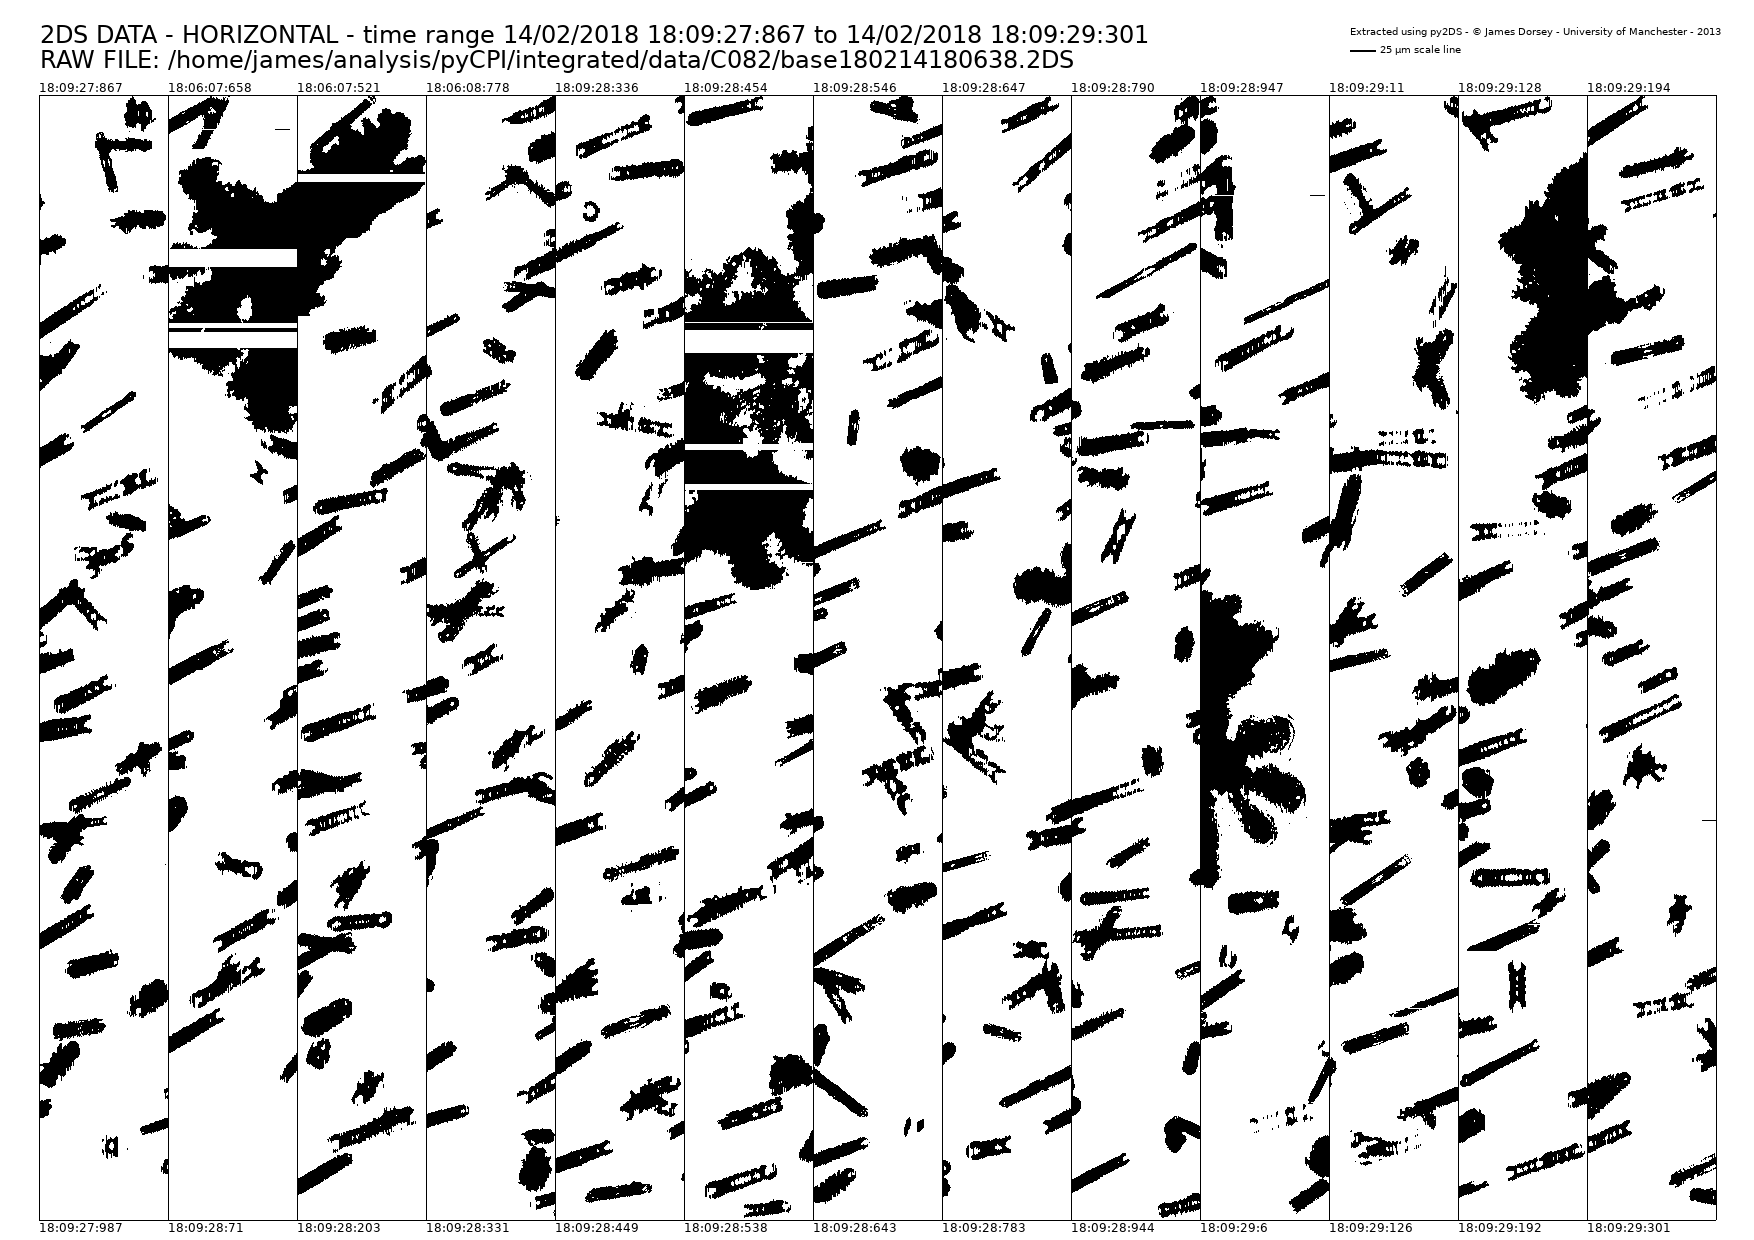 2DS DATA - HORIZONTAL - time range 14/02/2018 18:09:27:867 to 14/02/2018 18:09:29:301
RAW FILE: /home/james/analysis/pyCPI/integrated/data/C082/base180214180638.2DS
Extracted using py2DS - © James Dorsey - University of Manchester - 2013
25 µm scale line
18:09:27:867 18:06:07:658 18:06:07:521 18:06:08:778 18:09:28:336 18:09:28:454 18:09:28:546 18:09:28:647 18:09:28:790 18:09:28:947 18:09:29:11 18:09:29:128 18:09:29:194
18:09:27:987 18:09:28:71 18:09:28:203 18:09:28:331 18:09:28:449 18:09:28:538 18:09:28:643 18:09:28:783 18:09:28:944 18:09:29:6 18:09:29:126 18:09:29:192 18:09:29:301